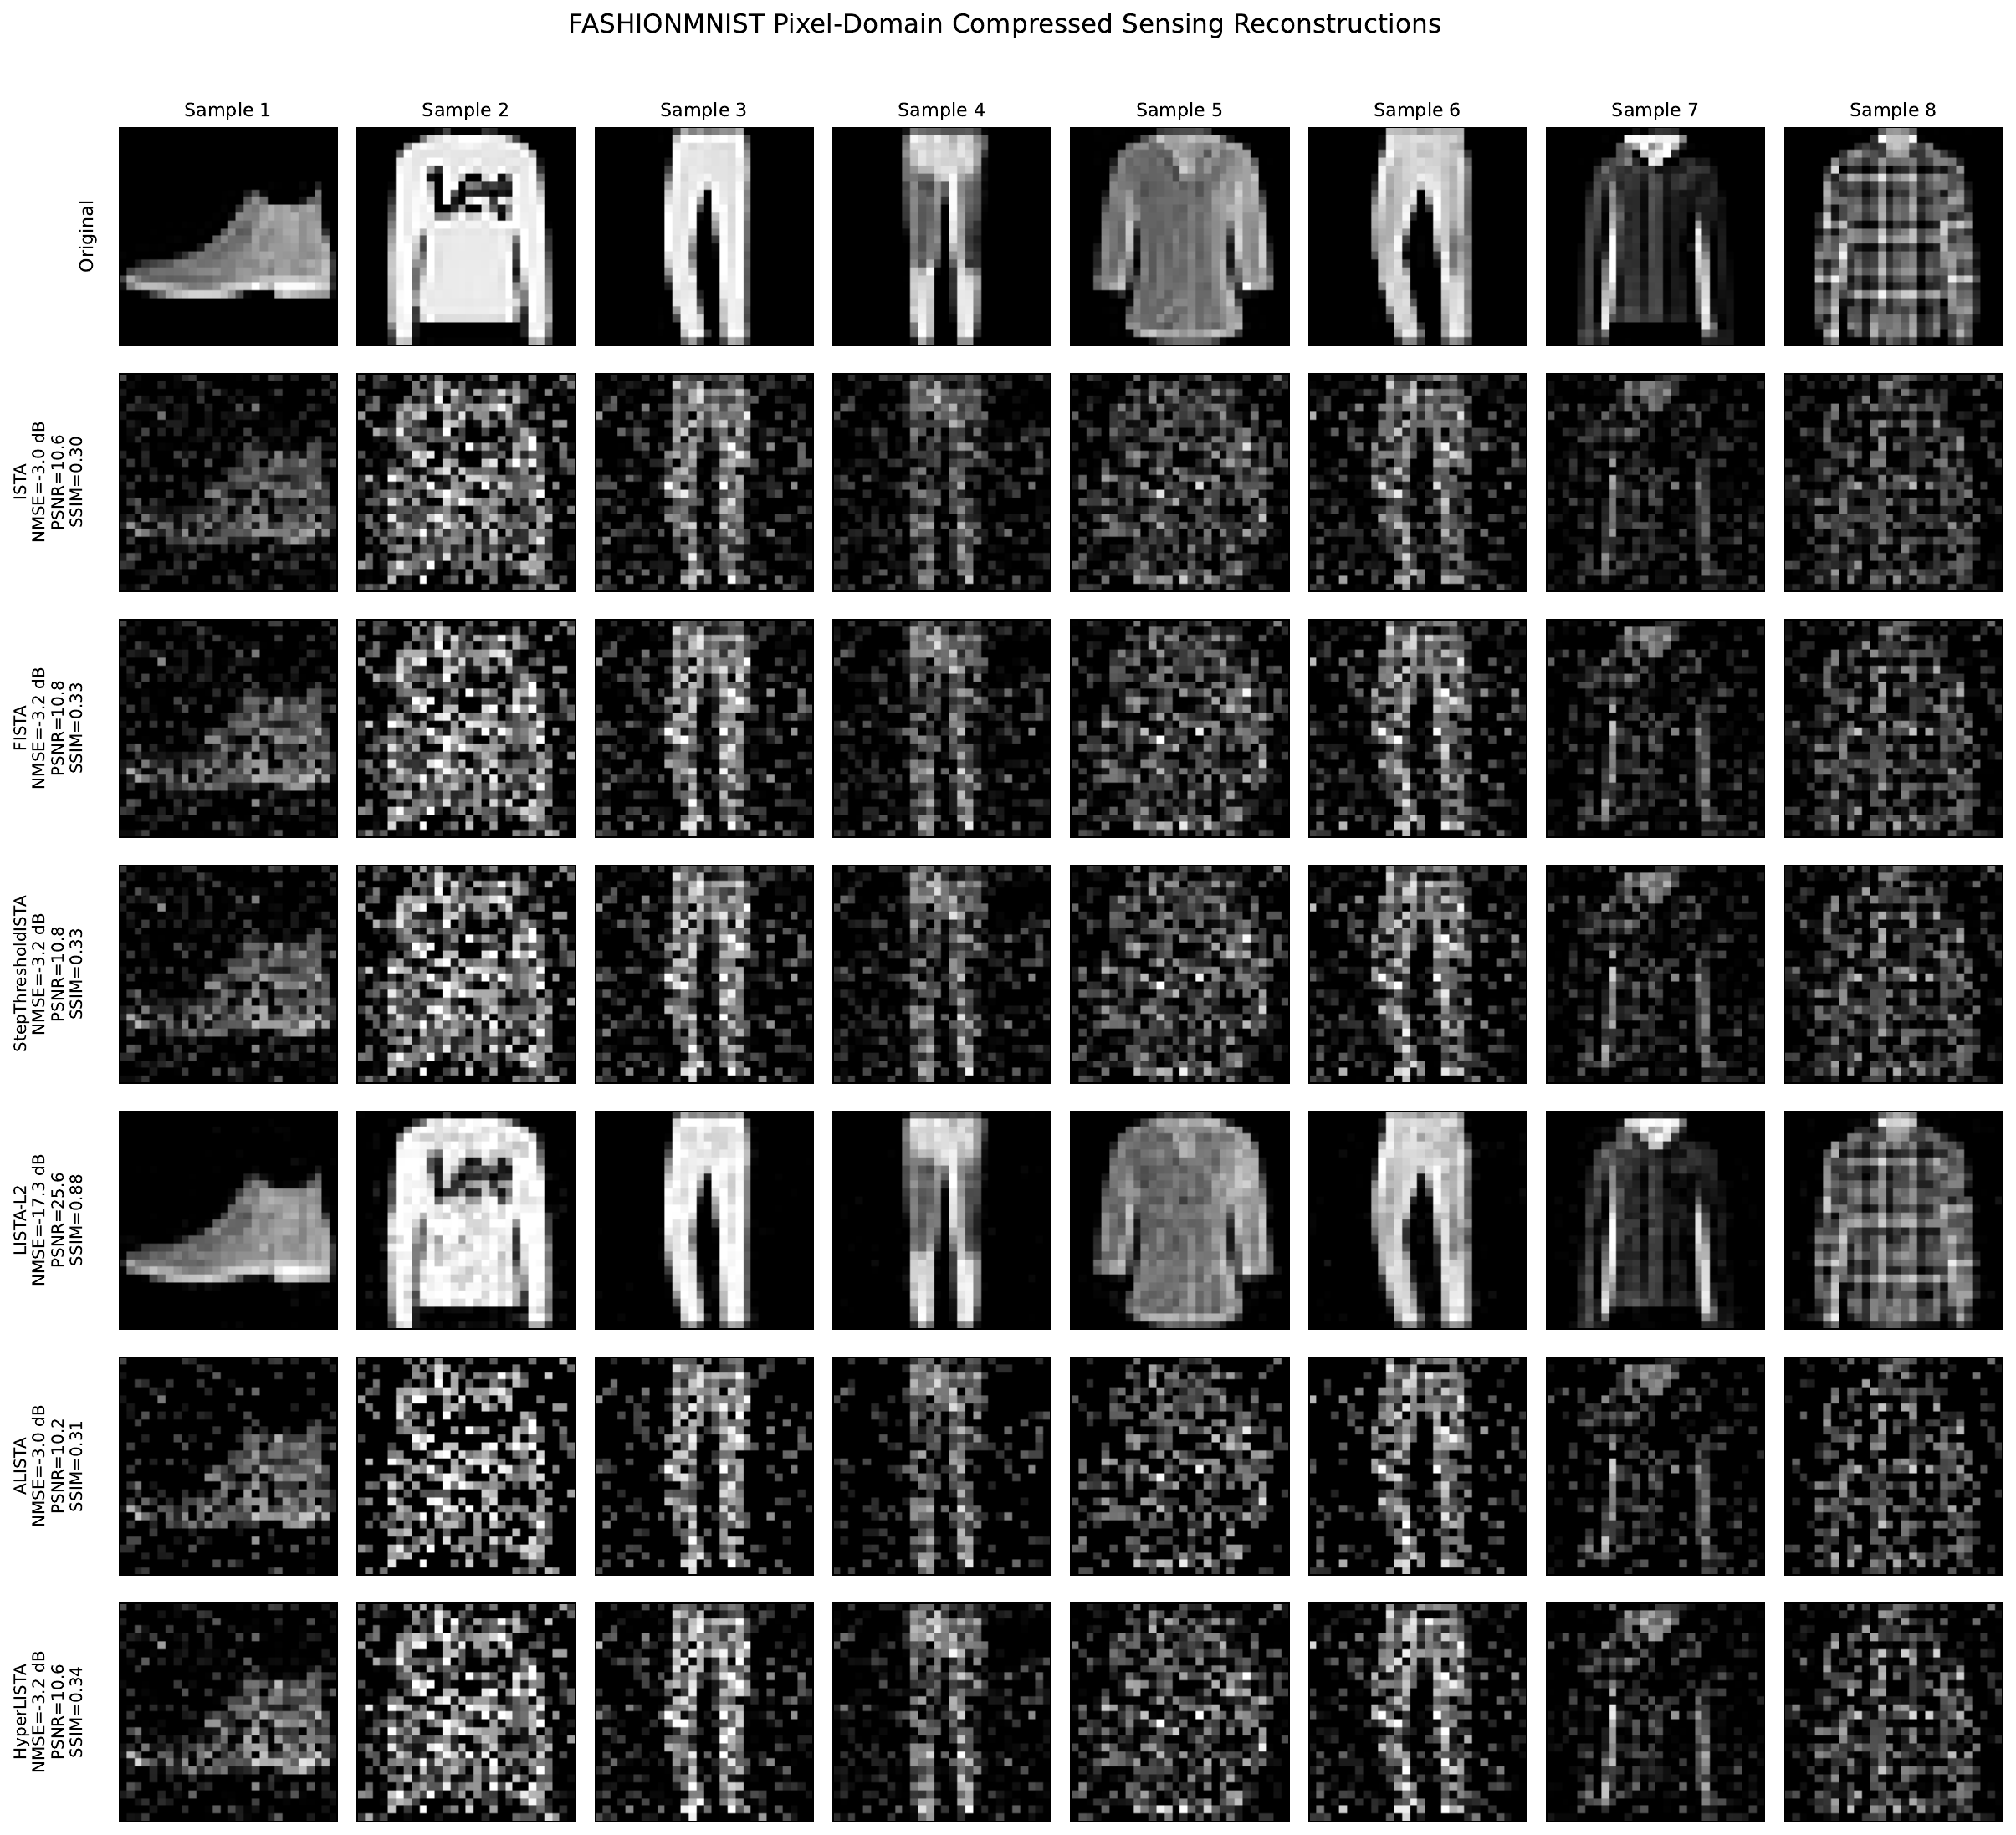 FASHIONMNIST Pixel-Domain Compressed Sensing Reconstructions
Sample 1
Sample 2
Sample 3
Sample 4
Sample 5
Sample 6
Sample 7
Sample 8
Original
ISTA
NMSE=-3.0 dB
PSNR=10.6
SSIM=0.30
FISTA
NMSE=-3.2 dB
PSNR=10.8
SSIM=0.33
StepThresholdISTA
NMSE=-3.2 dB
PSNR=10.8
SSIM=0.33
LISTA-L2
NMSE=-17.3 dB
PSNR=25.6
SSIM=0.88
ALISTA
NMSE=-3.0 dB
PSNR=10.2
SSIM=0.31
HyperLISTA
NMSE=-3.2 dB
PSNR=10.6
SSIM=0.34